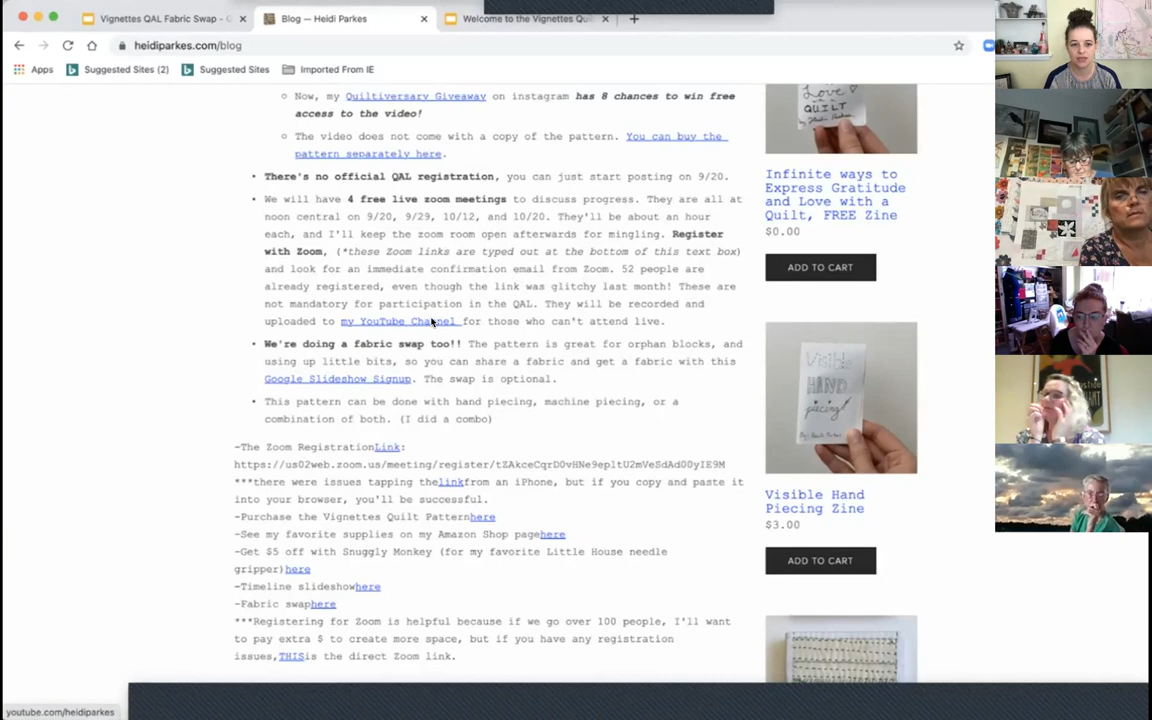 Vignettes QAL Fabric Swap - G
Blog — Heidi Parkes
Welcome to the Vignettes Quil
heidiparkes.com/blog
Apps
Suggested Sites (2)
Suggested Sites
Imported From IE
Now, my Quiltiversary Giveaway on instagram has 8 chances to win free
access to the video!
The video does not come with a copy of the pattern. You can buy the
pattern separately here.
There's no official QAL registration, you can just start posting on 9/20.
We will have 4 free live zoom meetings to discuss progress. They are all at
noon central on 9/20, 9/29, 10/12, and 10/20. They'll be about an hour
each, and I'll keep the zoom room open afterwards for mingling. Register
with Zoom, (*these Zoom links are typed out at the bottom of this text box)
and look for an immediate confirmation email from Zoom. 52 people are
already registered, even though the link was glitchy last month! These are
not mandatory for participation in the QAL. They will be recorded and
uploaded to my YouTube Channel for those who can't attend live.
We're doing a fabric swap too!! The pattern is great for orphan blocks, and
using up little bits, so you can share a fabric and get a fabric with this
Google Slideshow Signup. The swap is optional.
This pattern can be done with hand piecing, machine piecing, or a
combination of both. (I did a combo)
-The Zoom RegistrationLink:
https://us02web.zoom.us/meeting/register/tZAkceCqrD0vHNe9epltU2mVeSdAd00yIE9M
***there were issues tapping thelinkfrom an iPhone, but if you copy and paste it
into your browser, you'll be successful.
-Purchase the Vignettes Quilt Patternhere
-See my favorite supplies on my Amazon Shop pagehere
-Get $5 off with Snuggly Monkey (for my favorite Little House needle
gripper)here
-Timeline slideshowhere
-Fabric swaphere
***Registering for Zoom is helpful because if we go over 100 people, I'll want
to pay extra $ to create more space, but if you have any registration
issues,THISis the direct Zoom link.
Love
QUILT
by Heidi Parkes
Infinite ways to
Express Gratitude
and Love with a
Quilt, FREE Zine
$0.00
ADD TO CART
Visible
HAND
piecing!
By: Heidi Parkes
Visible Hand
Piecing Zine
$3.00
ADD TO CART
youtube.com/heidiparkes